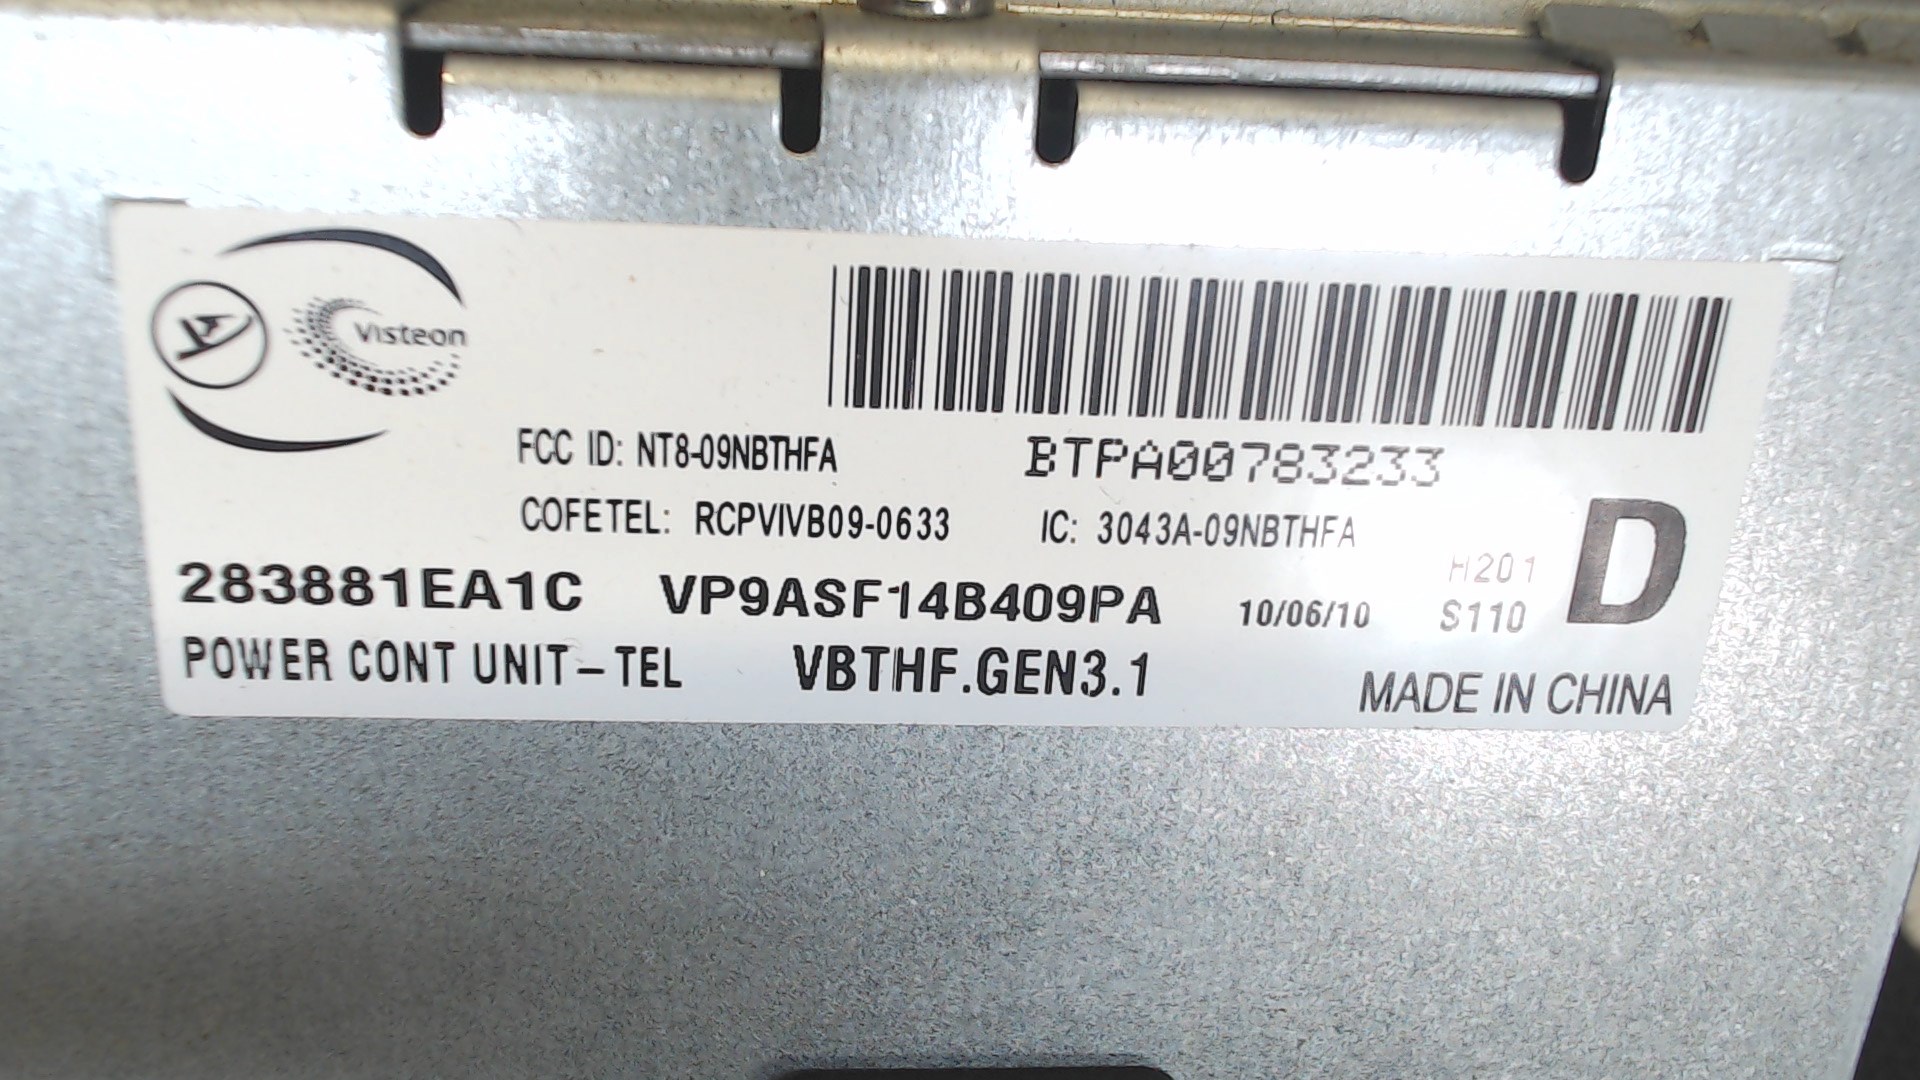 Visteon
FCC ID: NT8-09NBTHFA
BTPA00783233
COFETEL: RCPVIVB09-0633 IC: 3043A-09NBTHFA
283881EA1C VP9ASF14B409PA 10/06/10 H201 S110 D
POWER CONT UNIT-TEL VBTHF.GEN3.1 MADE IN CHINA